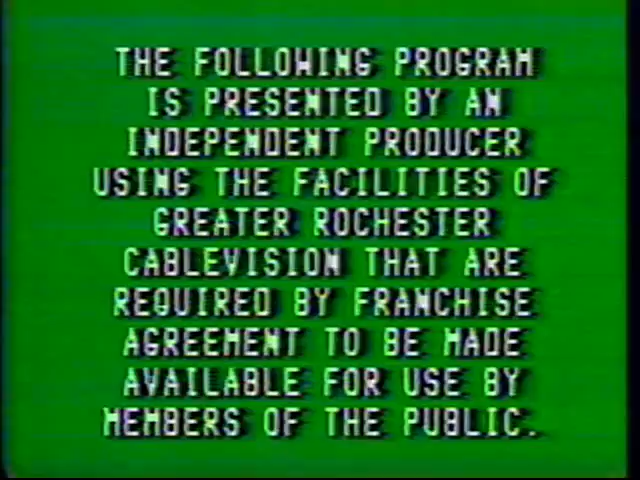 THE FOLLOWING PROGRAM
IS PRESENTED BY AN
INDEPENDENT PRODUCER
USING THE FACILITIES OF
GREATER ROCHESTER
CABLEVISION THAT ARE
REQUIRED BY FRANCHISE
AGREEMENT TO BE MADE
AVAILABLE FOR USE BY
MEMBERS OF THE PUBLIC.